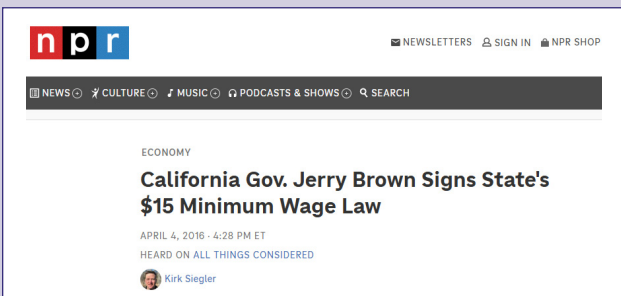 npr
NEWSLETTERS SIGN IN NPR SHOP
NEWS CULTURE MUSIC PODCASTS & SHOWS SEARCH
ECONOMY
California Gov. Jerry Brown Signs State's
$15 Minimum Wage Law
APRIL 4, 2016 · 4:28 PM ET
HEARD ON ALL THINGS CONSIDERED
Kirk Siegler